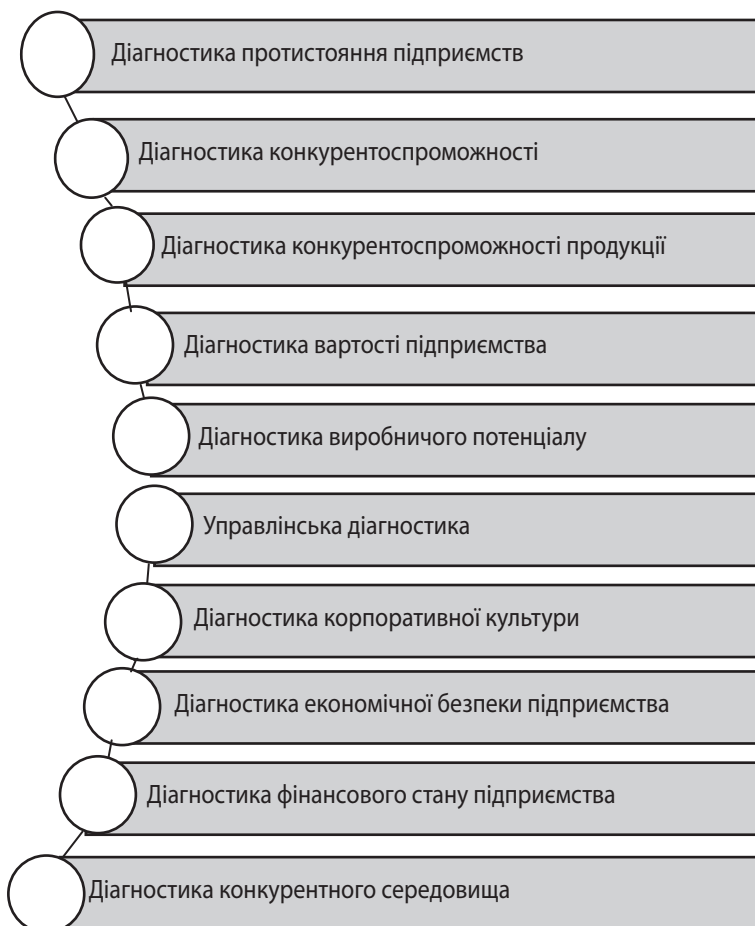 Діагностика протистояння підприємств
Діагностика конкурентоспроможності
Діагностика конкурентоспроможності продукції
Діагностика вартості підприємства
Діагностика виробничого потенціалу
Управлінська діагностика
Діагностика корпоративної культури
Діагностика економічної безпеки підприємства
Діагностика фінансового стану підприємства
Діагностика конкурентного середовища